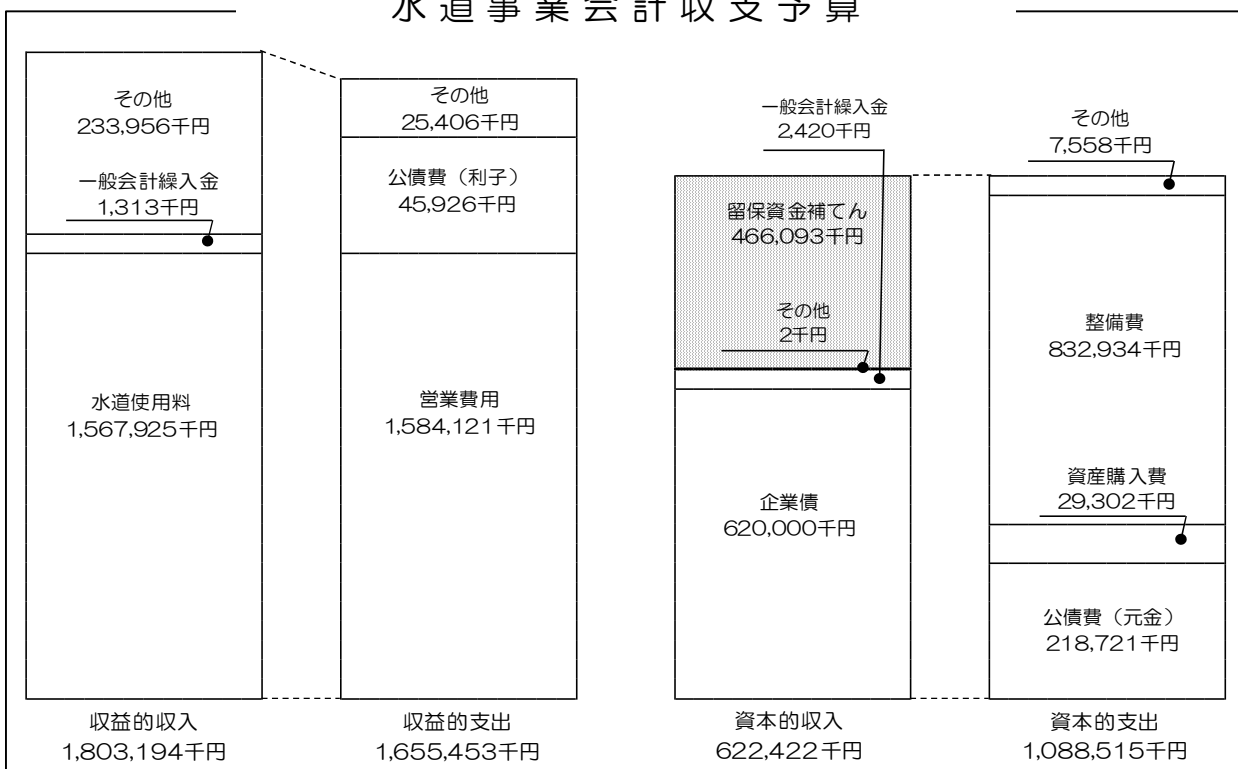 水道事業会計収支予算
その他
233,956千円
一般会計繰入金
1,313千円
水道使用料
1,567,925千円
収益的収入
1,803,194千円
その他
25,406千円
公債費（利子）
45,926千円
営業費用
1,584,121千円
収益的支出
1,655,453千円
一般会計繰入金
2,420千円
留保資金補てん
466,093千円
その他
2千円
企業債
620,000千円
資本的収入
622,422千円
その他
7,558千円
整備費
832,934千円
資産購入費
29,302千円
公債費（元金）
218,721千円
資本的支出
1,088,515千円